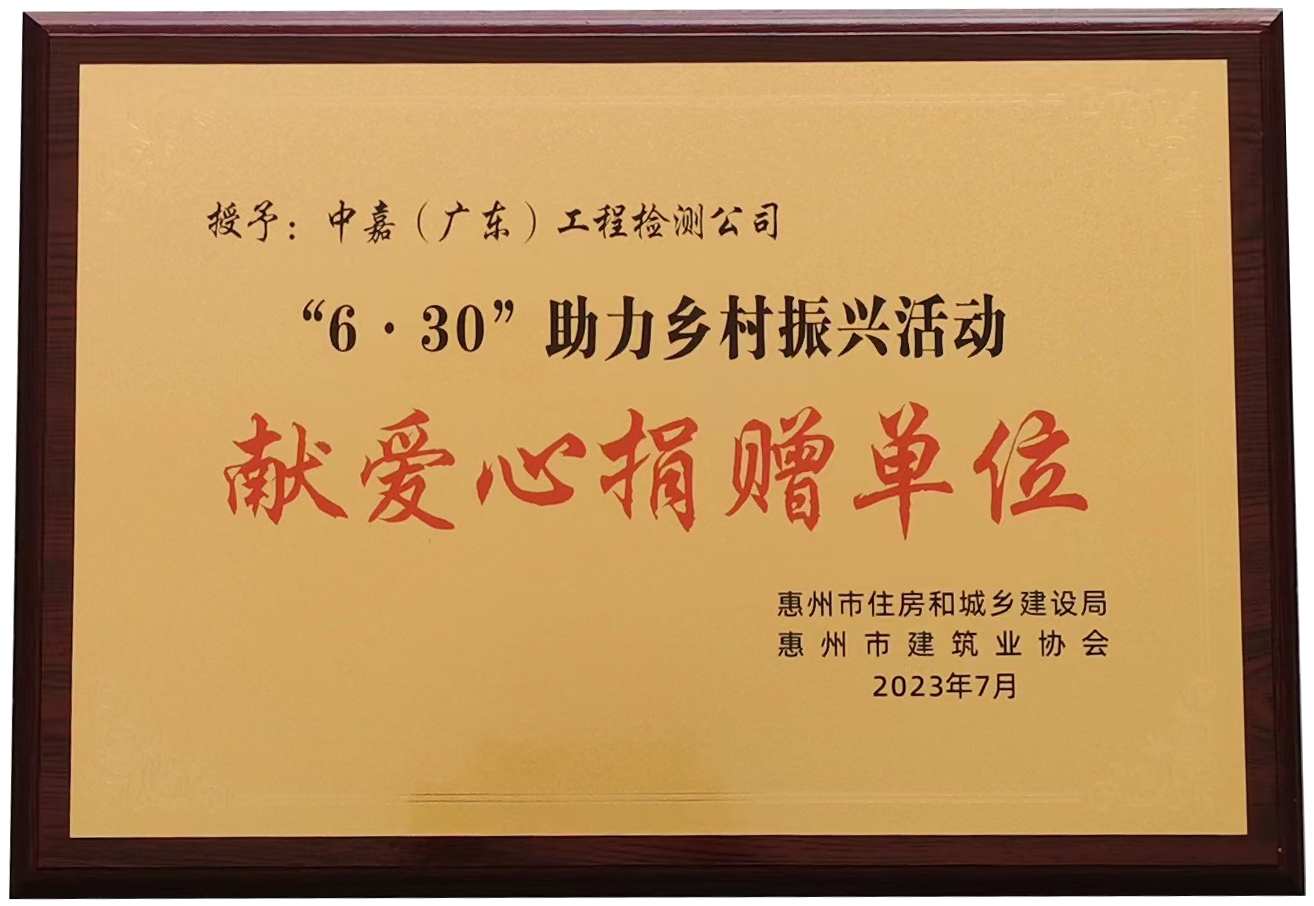 授予：中嘉（广东）工程检测公司
“6·30”助力乡村振兴活动
献爱心捐赠单位
惠州市住房和城乡建设局
惠州市建筑业协会
2023年7月